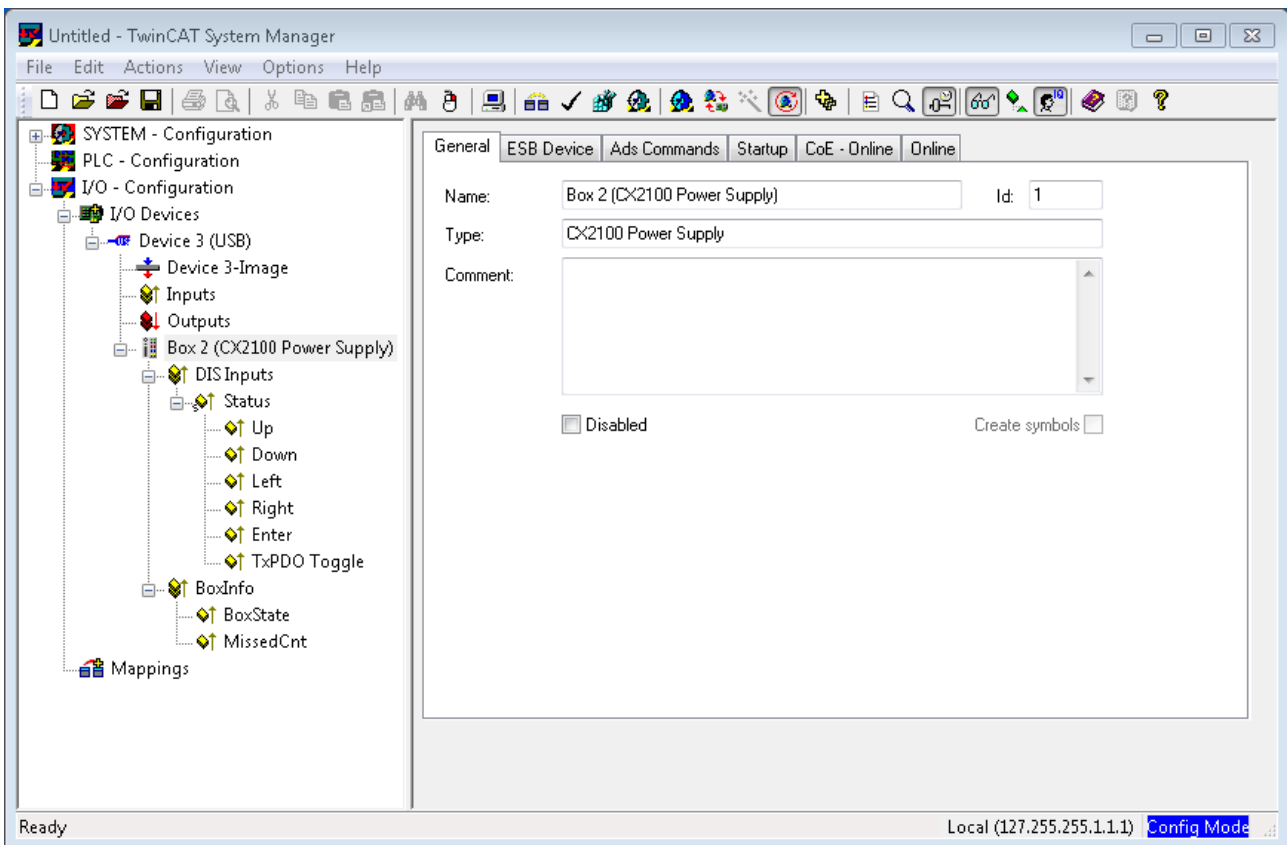 Untitled - TwinCAT System Manager
File Edit Actions View Options Help
SYSTEM - Configuration
PLC - Configuration
I/O - Configuration
I/O Devices
Device 3 (USB)
Device 3-Image
Inputs
Outputs
Box 2 (CX2100 Power Supply)
DIS Inputs
Status
Up
Down
Left
Right
Enter
TxPDO Toggle
BoxInfo
BoxState
MissedCnt
Mappings
General ESB Device Ads Commands Startup CoE - Online Online
Name: Box 2 (CX2100 Power Supply) Id: 1
Type: CX2100 Power Supply
Comment:
Disabled Create symbols
Ready Local (127.255.255.1.1.1) Config Mode